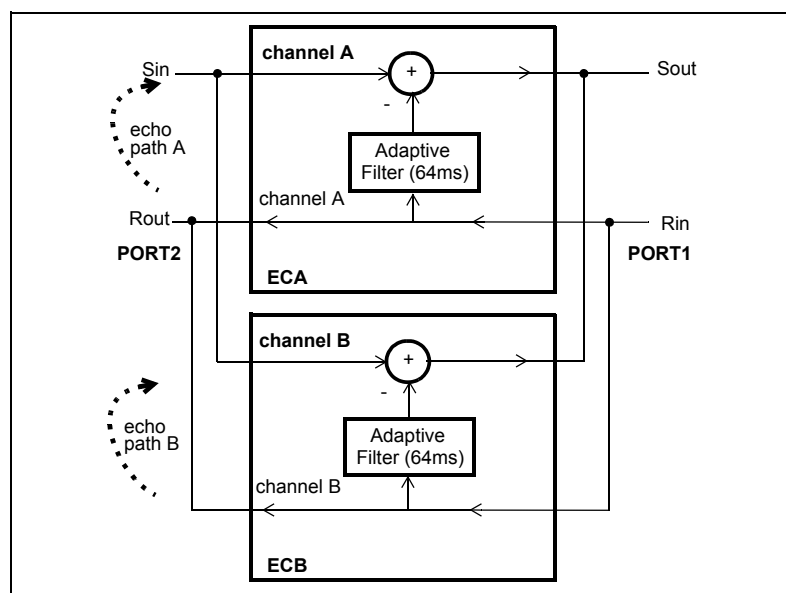 channel A
Sin
+
Sout
-
echo
path A
Adaptive
Filter (64ms)
channel A
Rout
Rin
PORT2
PORT1
ECA
channel B
+
-
echo
path B
Adaptive
Filter (64ms)
channel B
ECB